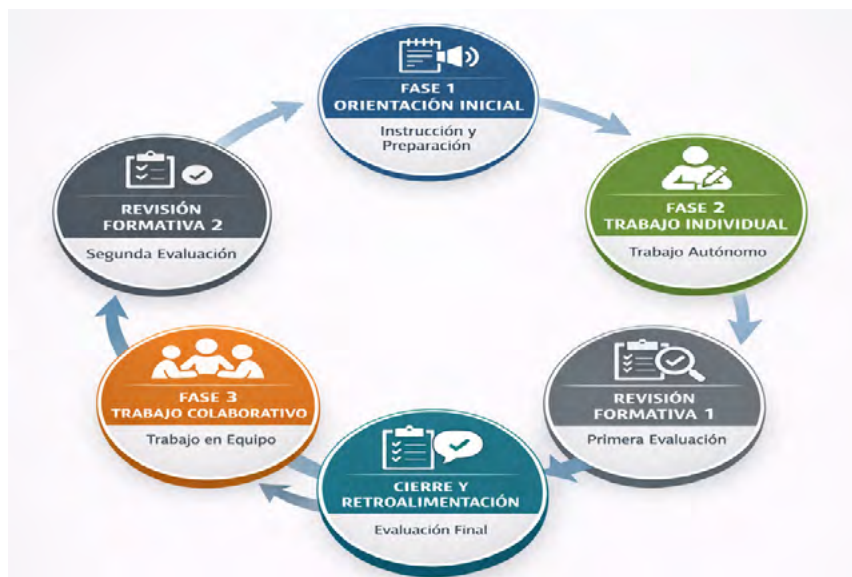 FASE 1
ORIENTACIÓN INICIAL
Instrucción y
Preparación
FASE 2
TRABAJO INDIVIDUAL
Trabajo Autónomo
REVISIÓN
FORMATIVA 1
Primera Evaluación
CIERRE Y
RETROALIMENTACIÓN
Evaluación Final
FASE 3
TRABAJO COLABORATIVO
Trabajo en Equipo
REVISIÓN
FORMATIVA 2
Segunda Evaluación